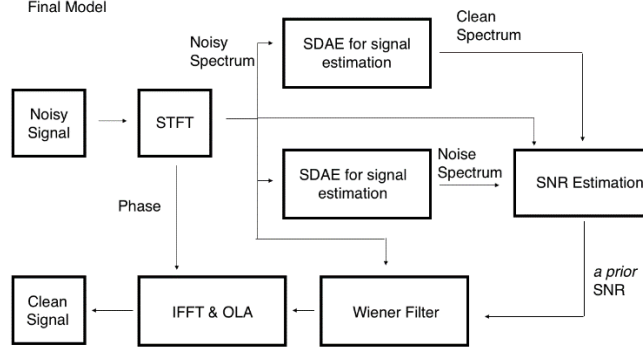 Final Model
Noisy
Spectrum
SDAE for signal
estimation
Clean
Spectrum
Noisy
Signal
STFT
SDAE for signal
estimation
Noise
Spectrum
SNR Estimation
Phase
a prior
SNR
Clean
Signal
IFFT & OLA
Wiener Filter